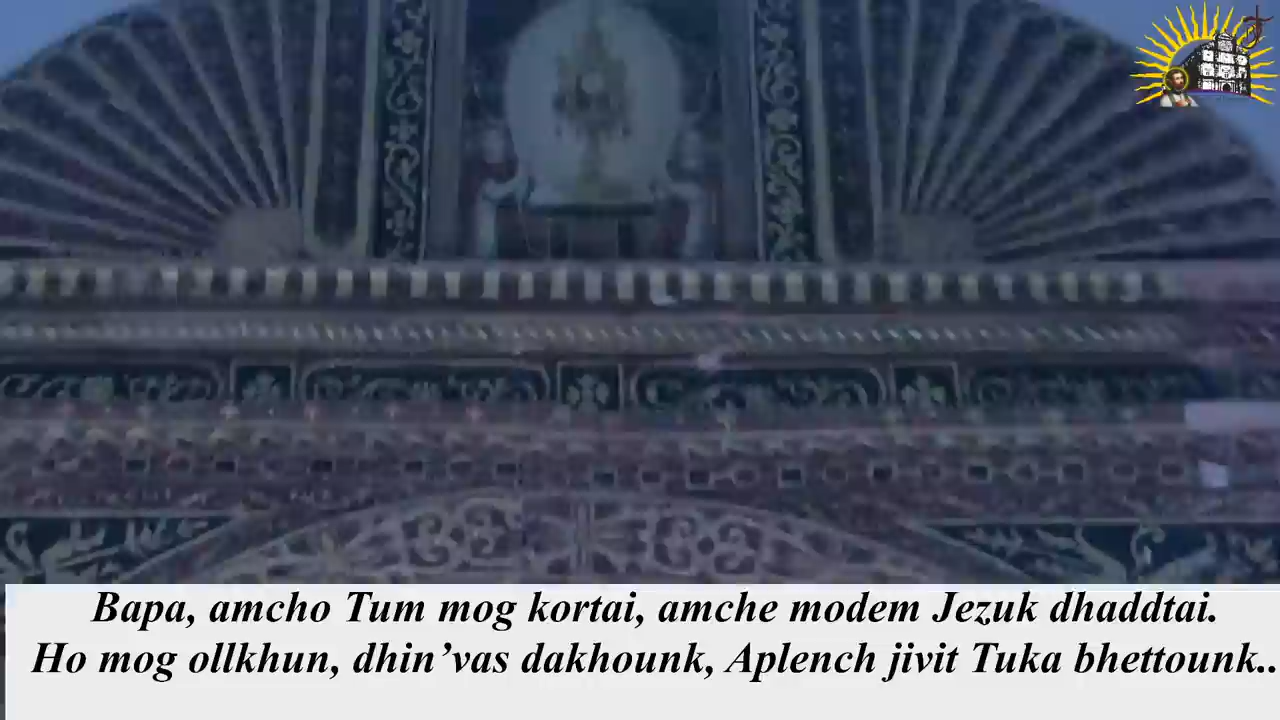 Bapa, amcho Tum mog kortai, amche modem Jezuk dhaddtai.
Ho mog ollkhun, dhin’vas dakhounk, Aplench jivit Tuka bhettounk..